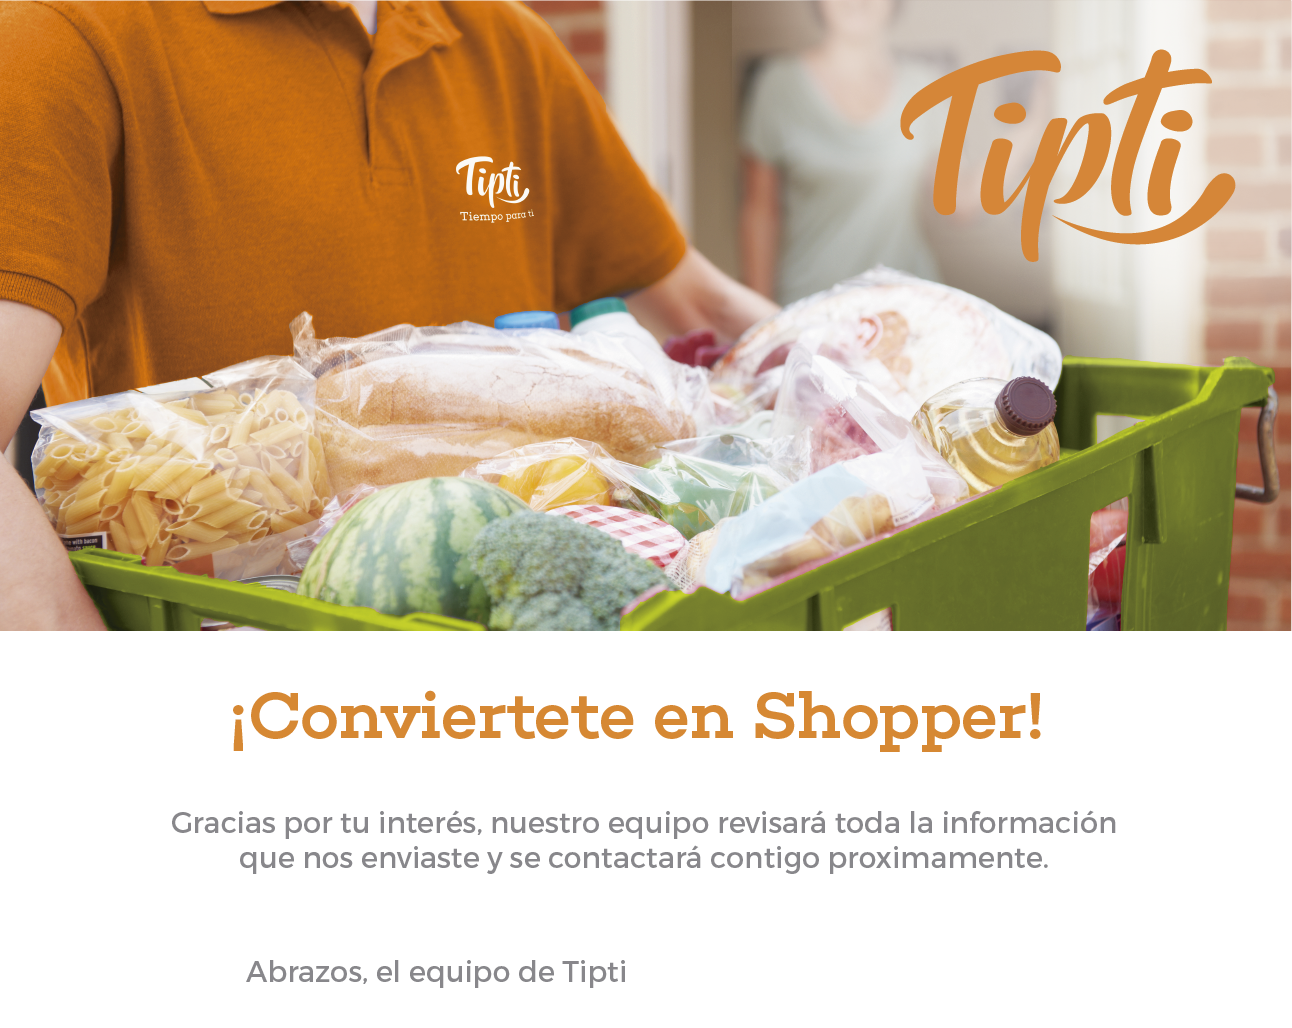 Tipti
Tipti
Tiempo para ti
¡Conviertete en Shopper!
Gracias por tu interés, nuestro equipo revisará toda la información
que nos enviaste y se contactará contigo proximamente.
Abrazos, el equipo de Tipti